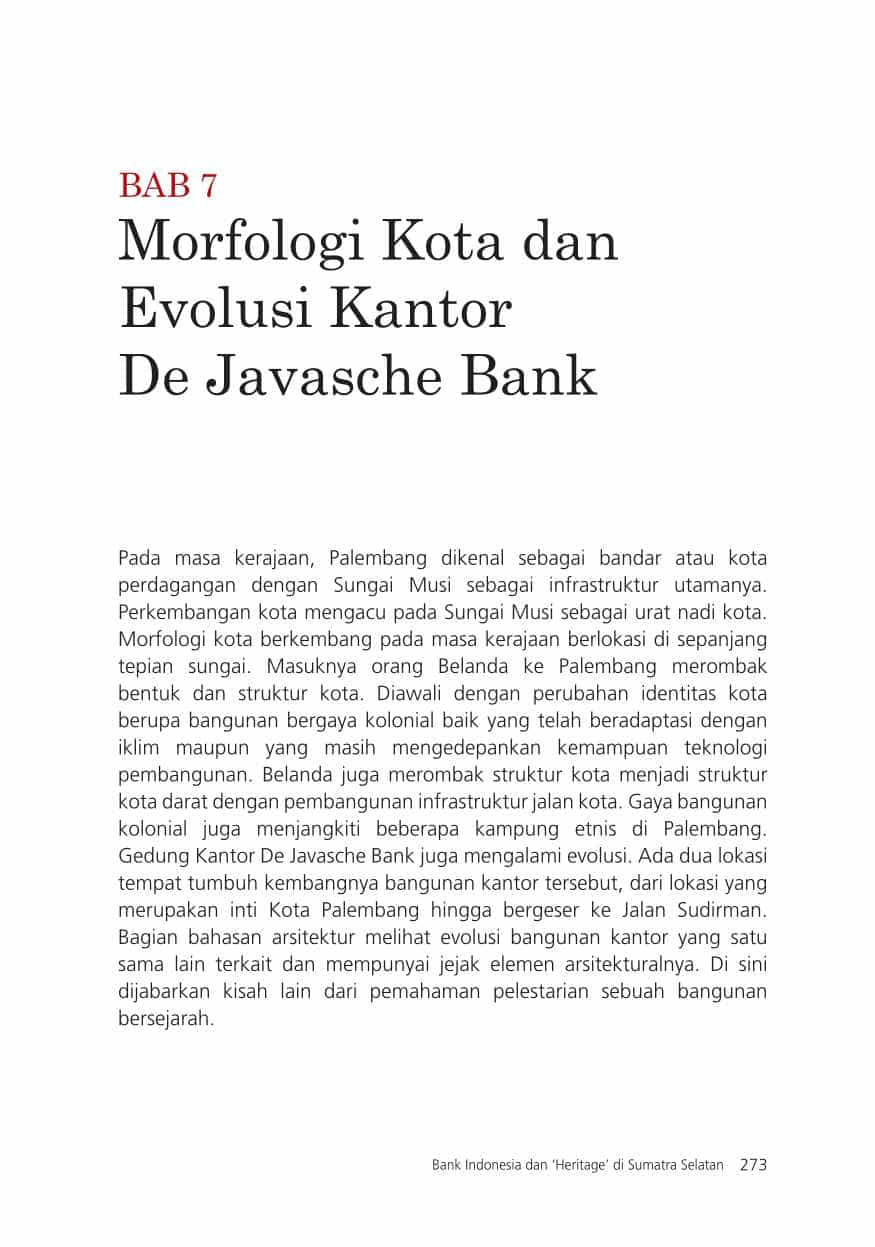 BAB 7
Morfologi Kota dan
Evolusi Kantor
De Javasche Bank
Pada masa kerajaan, Palembang dikenal sebagai bandar atau kota
perdagangan dengan Sungai Musi sebagai infrastruktur utamanya.
Perkembangan kota mengacu pada Sungai Musi sebagai urat nadi kota.
Morfologi kota berkembang pada masa kerajaan berlokasi di sepanjang
tepian sungai. Masuknya orang Belanda ke Palembang merombak
bentuk dan struktur kota. Diawali dengan perubahan identitas kota
berupa bangunan bergaya kolonial baik yang telah beradaptasi dengan
iklim maupun yang masih mengedepankan kemampuan teknologi
pembangunan. Belanda juga merombak struktur kota menjadi struktur
kota darat dengan pembangunan infrastruktur jalan kota. Gaya bangunan
kolonial juga menjangkiti beberapa kampung etnis di Palembang.
Gedung Kantor De Javasche Bank juga mengalami evolusi. Ada dua lokasi
tempat tumbuh kembangnya bangunan kantor tersebut, dari lokasi yang
merupakan inti Kota Palembang hingga bergeser ke Jalan Sudirman.
Bagian bahasan arsitektur melihat evolusi bangunan kantor yang satu
sama lain terkait dan mempunyai jejak elemen arsitekturalnya. Di sini
dijabarkan kisah lain dari pemahaman pelestarian sebuah bangunan
bersejarah.
Bank Indonesia dan ‘Heritage’ di Sumatra Selatan 273